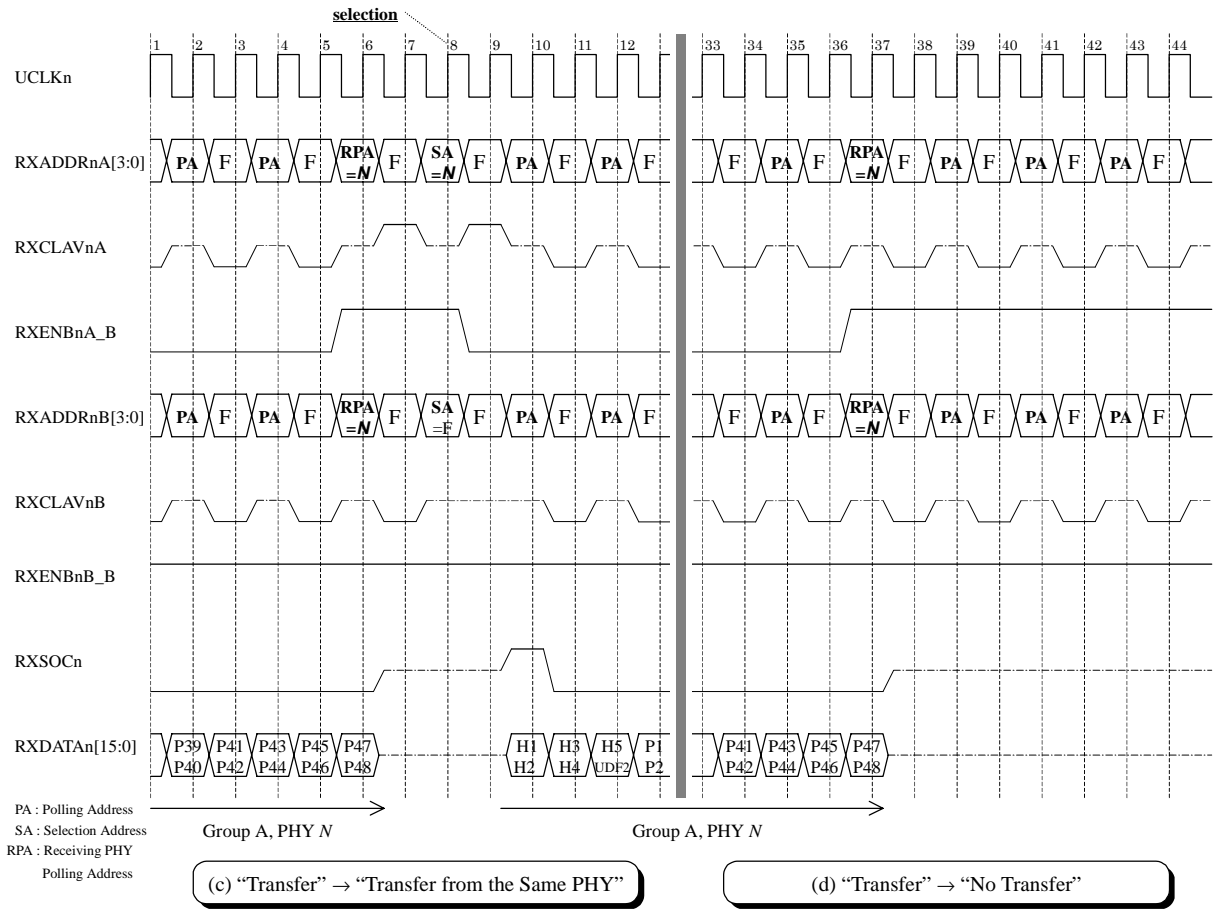 selection
1 2 3 4 5 6 7 8 9 10 11 12 33 34 35 36 37 38 39 40 41 42 43 44
UCLKn
RXADDRnA[3:0] PA F PA F RPA =N F SA =N F PA F PA F F PA F RPA =N F PA F PA F PA F
RXCLAVnA
RXENBnA_B
RXADDRnB[3:0] PA F PA F RPA =N F SA =F F PA F PA F F PA F RPA =N F PA F PA F PA F
RXCLAVnB
RXENBnB_B
RXSOCn
RXDATAn[15:0]
P39 P41 P43 P45 P47 H1 H3 H5 P1 P41 P43 P45 P47
P40 P42 P44 P46 P48 H2 H4 UDF2 P2 P42 P44 P46 P48
PA : Polling Address
SA : Selection Address
RPA : Receiving PHY
Polling Address
Group A, PHY N
Group A, PHY N
(c) “Transfer” → “Transfer from the Same PHY”
(d) “Transfer” → “No Transfer”